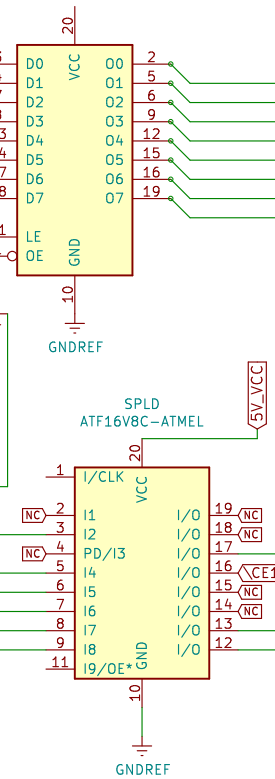 20
VCC
D0 O0 2
D1 O1 5
D2 O2 6
D3 O3 9
3 D4 O4 12
4 D5 O5 15
7 D6 O6 16
8 D7 O7 19
LE
OE
GND
10
GNDREF
5V_VCC
SPLD
ATF16V8C-ATMEL
20
VCC
1 I/CLK
NC 2 I1 I/O 19 NC
3 I2 I/O 18 NC
NC 4 PD/I3 I/O 17
5 I4 I/O 16 CE1
6 I5 I/O 15 NC
7 I6 I/O 14 NC
8 I7 I/O 13
9 I8 I/O 12
11 I9/OE*
GND
10
GNDREF